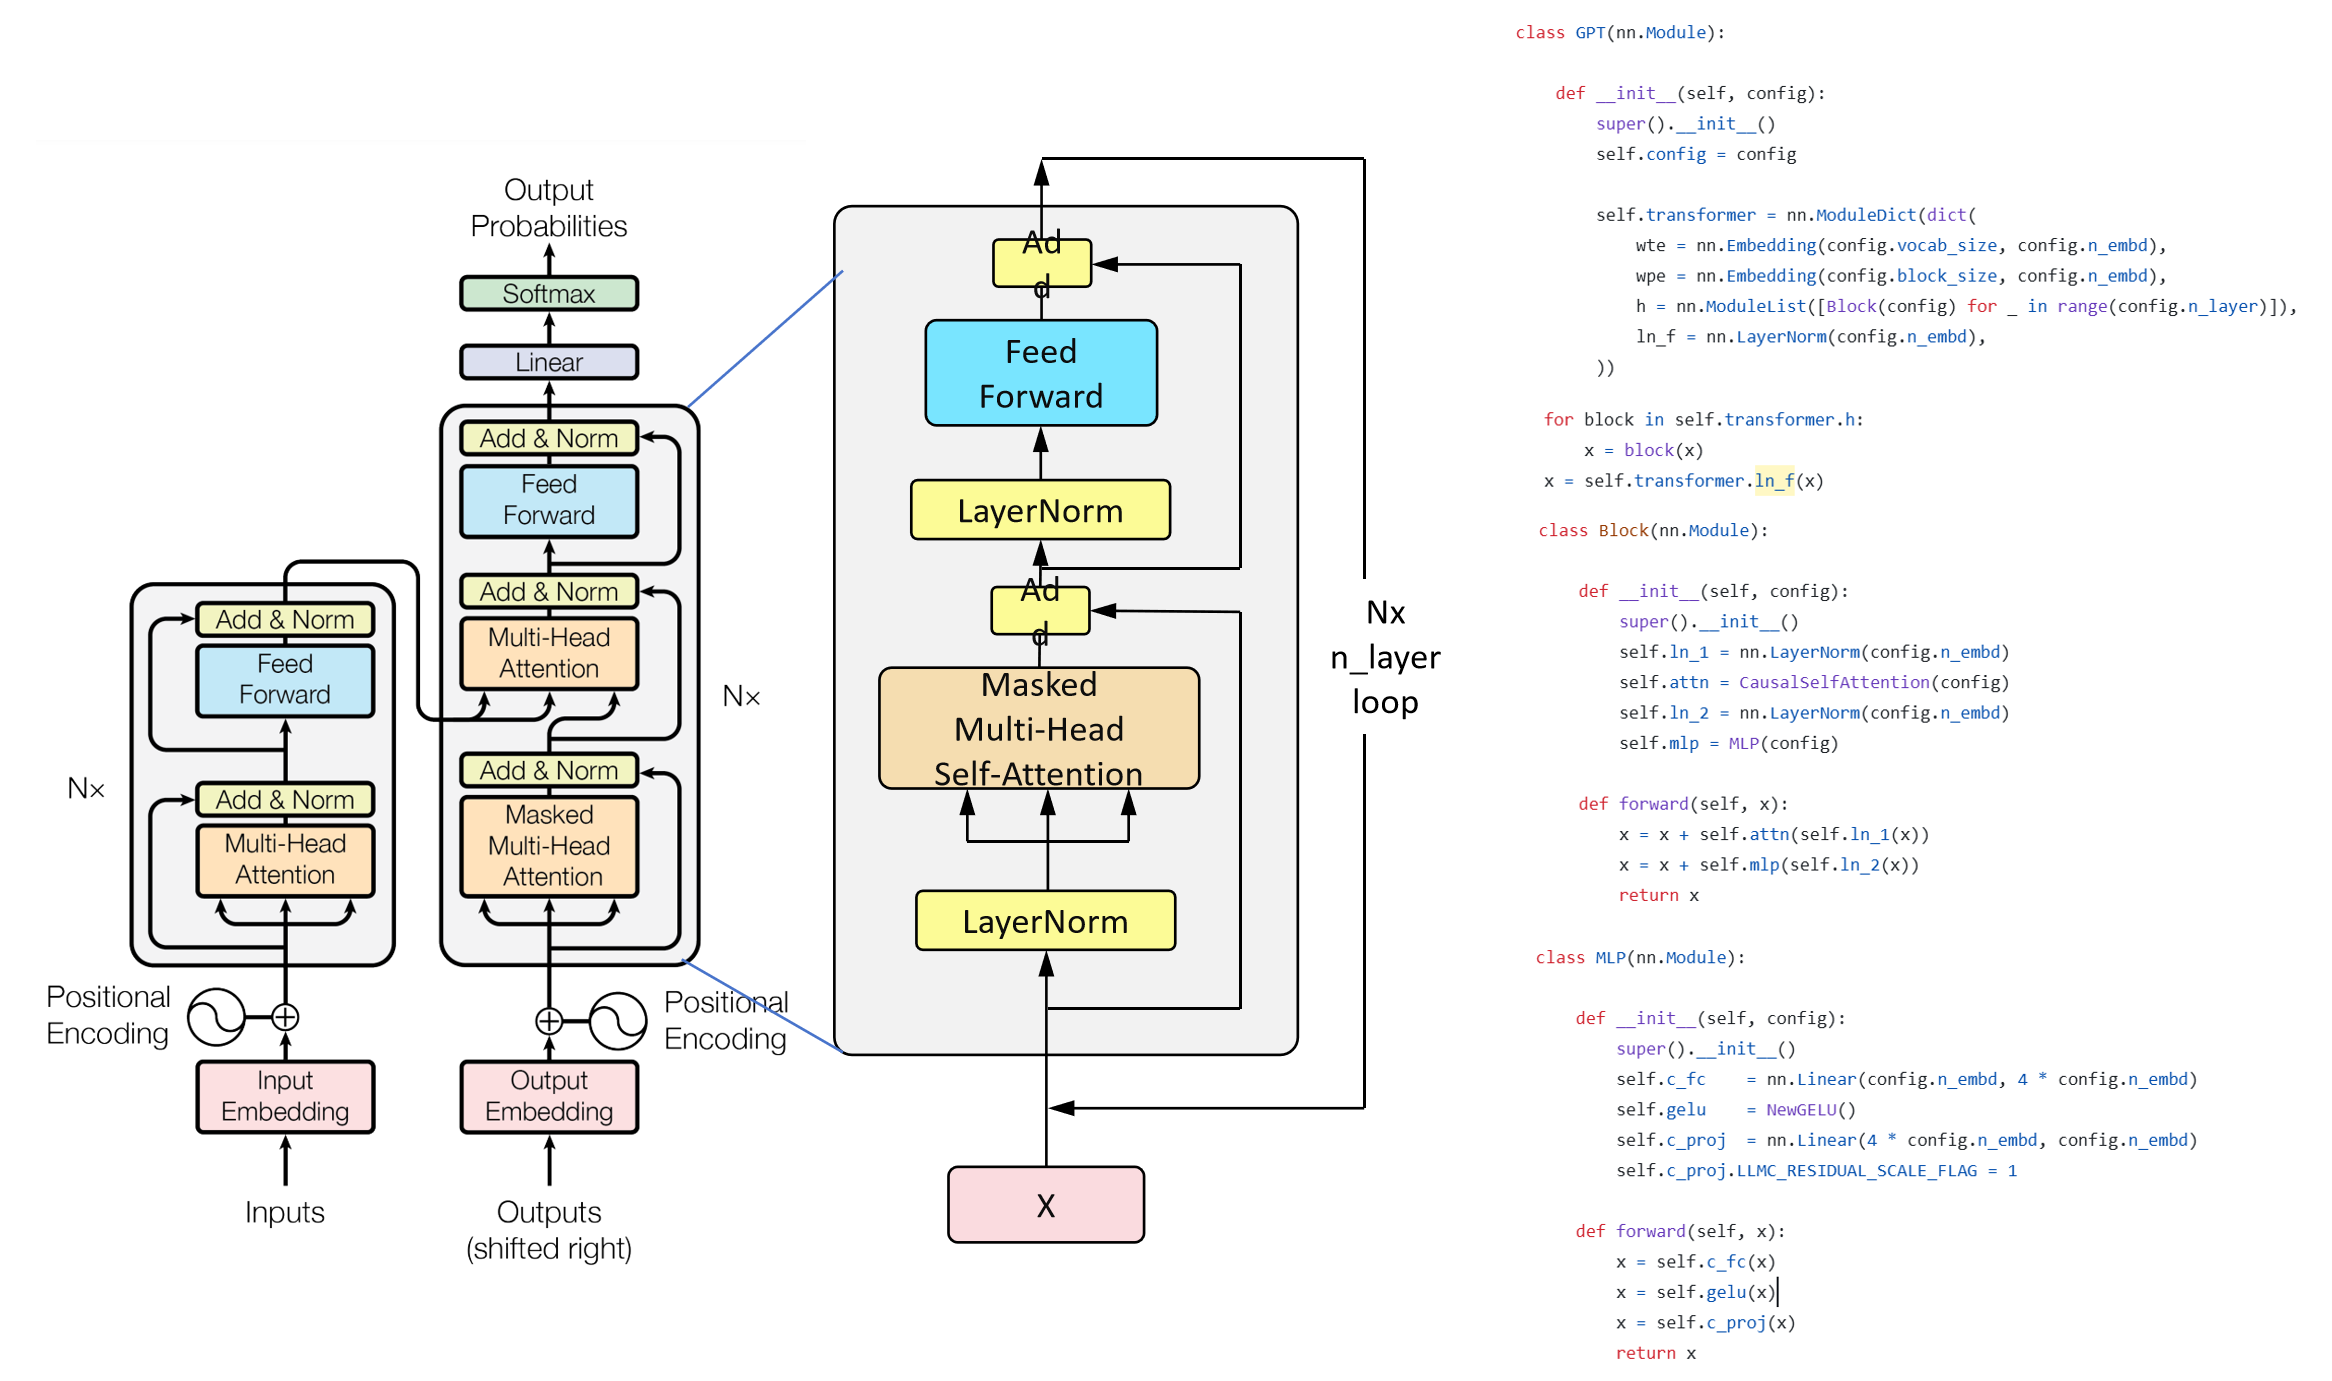 Output
Probabilities
Softmax
Linear
Add & Norm
Feed
Forward
Add & Norm
Multi-Head
Attention
Nx
Add & Norm
Masked
Multi-Head
Attention
Positional
Encoding
Output
Embedding
Outputs
(shifted right)
Add & Norm
Feed
Forward
Nx
Add & Norm
Multi-Head
Attention
Positional
Encoding
Input
Embedding
Inputs
Ad
d
Feed
Forward
LayerNorm
Ad
d
Masked
Multi-Head
Self-Attention
LayerNorm
X
Nx
n_layer
loop
class GPT(nn.Module):
def __init__(self, config):
super().__init__()
self.config = config
self.transformer = nn.ModuleDict(dict(
wte = nn.Embedding(config.vocab_size, config.n_embd),
wpe = nn.Embedding(config.block_size, config.n_embd),
h = nn.ModuleList([Block(config) for _ in range(config.n_layer)]),
ln_f = nn.LayerNorm(config.n_embd),
))
for block in self.transformer.h:
x = block(x)
x = self.transformer.ln_f(x)
class Block(nn.Module):
def __init__(self, config):
super().__init__()
self.ln_1 = nn.LayerNorm(config.n_embd)
self.attn = CausalSelfAttention(config)
self.ln_2 = nn.LayerNorm(config.n_embd)
self.mlp = MLP(config)
def forward(self, x):
x = x + self.attn(self.ln_1(x))
x = x + self.mlp(self.ln_2(x))
return x
class MLP(nn.Module):
def __init__(self, config):
super().__init__()
self.c_fc = nn.Linear(config.n_embd, 4 * config.n_embd)
self.gelu = NewGELU()
self.c_proj = nn.Linear(4 * config.n_embd, config.n_embd)
self.c_proj.LLMC_RESIDUAL_SCALE_FLAG = 1
def forward(self, x):
x = self.c_fc(x)
x = self.gelu(x)
x = self.c_proj(x)
return x